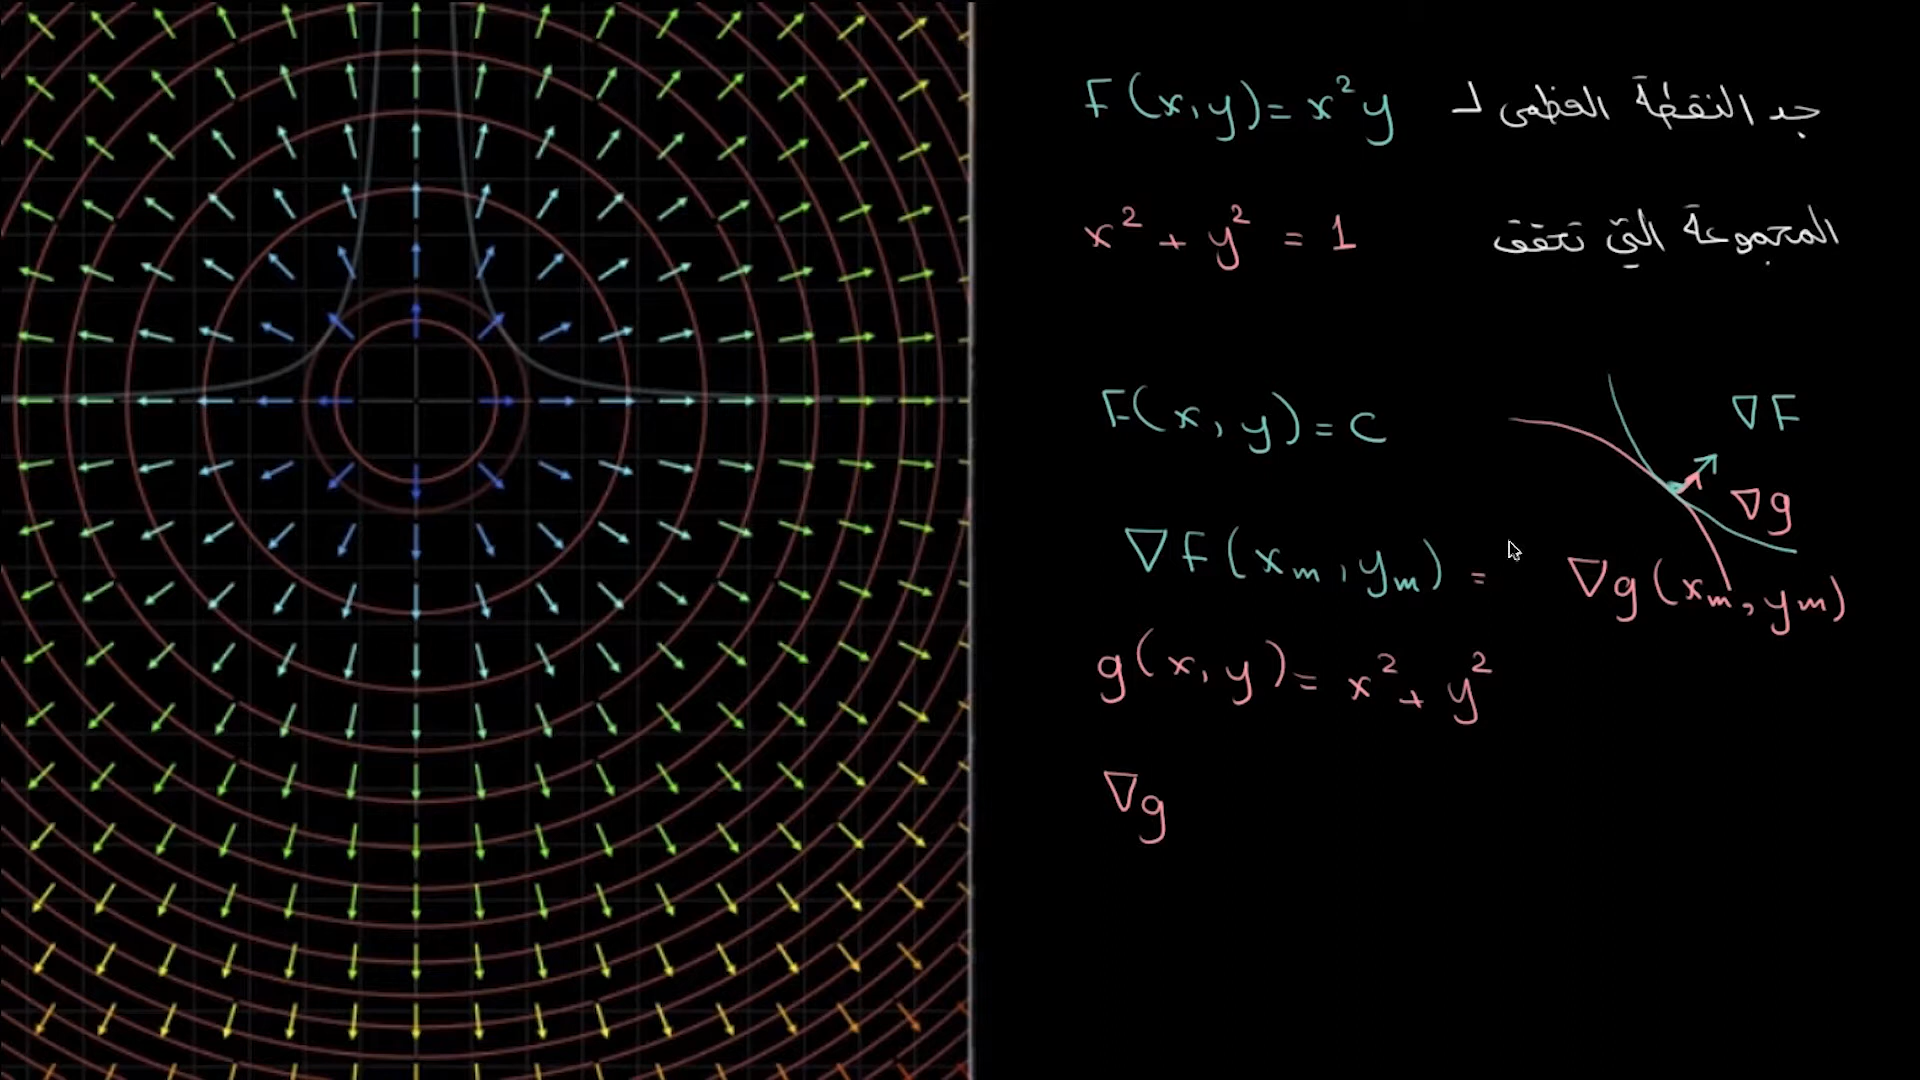 جد النقطة العظمى لـ F(x,y)= x²y
المجموعة التي تحقق x² + y² = 1
F(x,y)= c
∇F
∇g
∇F(xₘ,yₘ) = ∇g(xₘ,yₘ)
g(x,y)= x² + y²
∇g